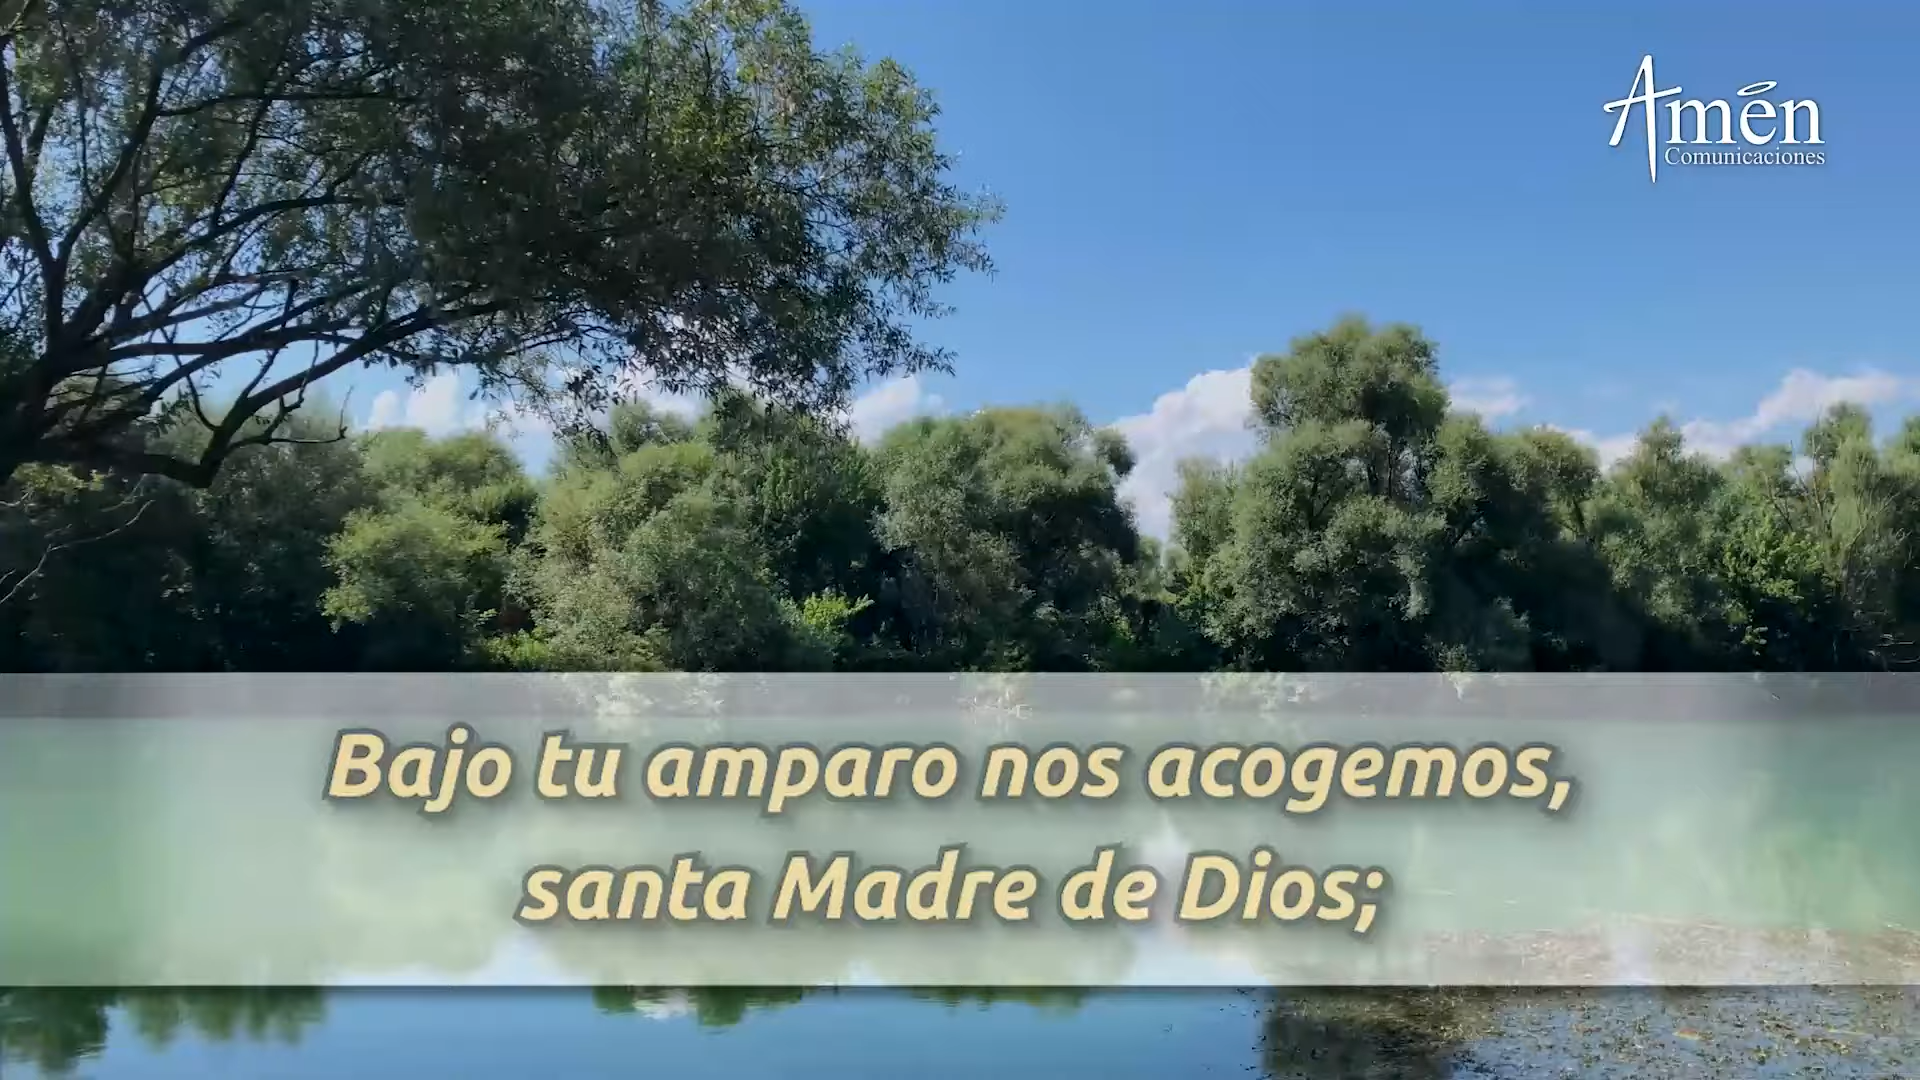 Amén
Comunicaciones
Bajo tu amparo nos acogemos,
santa Madre de Dios;